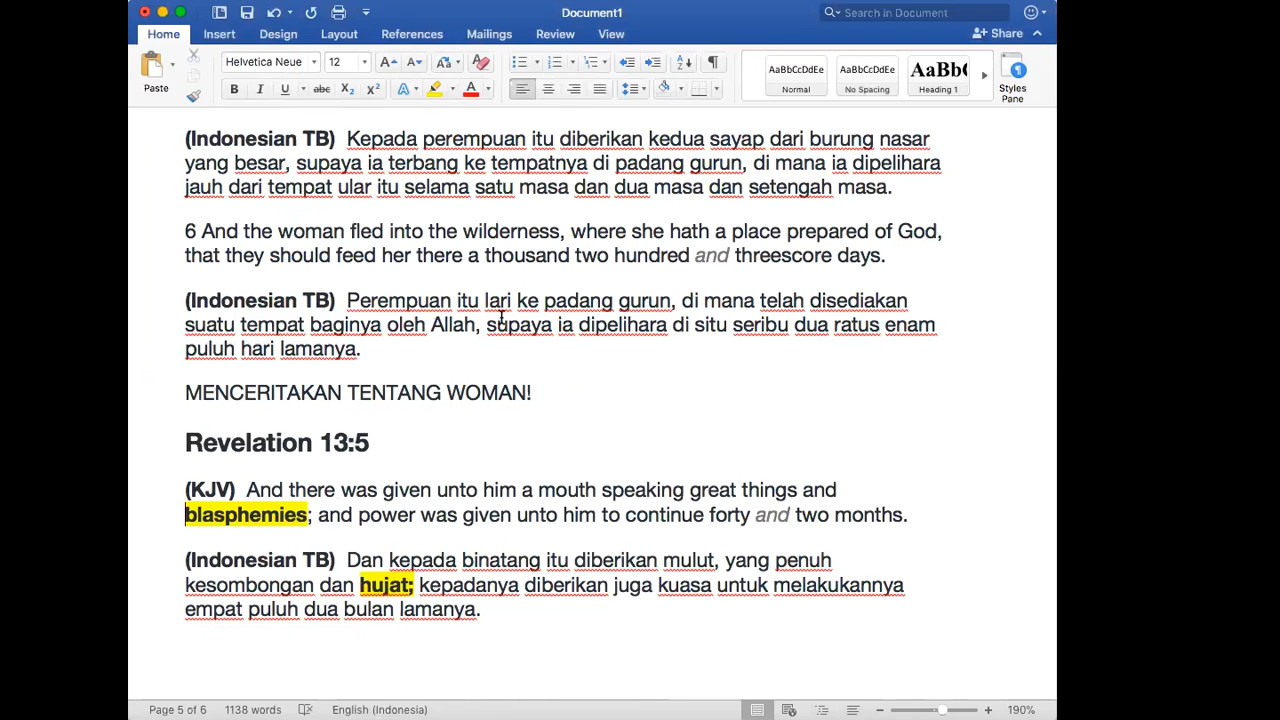 Document1
Search in Document
Home Insert Design Layout References Mailings Review View
Share
Paste
Helvetica Neue 12
AaBbCcDdEe AaBbCcDdEe AaBb(
Normal No Spacing Heading 1
Styles
Pane
(Indonesian TB) Kepada perempuan itu diberikan kedua sayap dari burung nasar
yang besar, supaya ia terbang ke tempatnya di padang gurun, di mana ia dipelihara
jauh dari tempat ular itu selama satu masa dan dua masa dan setengah masa.
6 And the woman fled into the wilderness, where she hath a place prepared of God,
that they should feed her there a thousand two hundred and threescore days.
(Indonesian TB) Perempuan itu lari ke padang gurun, di mana telah disediakan
suatu tempat baginya oleh Allah, supaya ia dipelihara di situ seribu dua ratus enam
puluh hari lamanya.
MENCERITAKAN TENTANG WOMAN!
Revelation 13:5
(KJV) And there was given unto him a mouth speaking great things and
blasphemies; and power was given unto him to continue forty and two months.
(Indonesian TB) Dan kepada binatang itu diberikan mulut, yang penuh
kesombongan dan hujat; kepadanya diberikan juga kuasa untuk melakukannya
empat puluh dua bulan lamanya.
Page 5 of 6 1138 words English (Indonesia) 190%